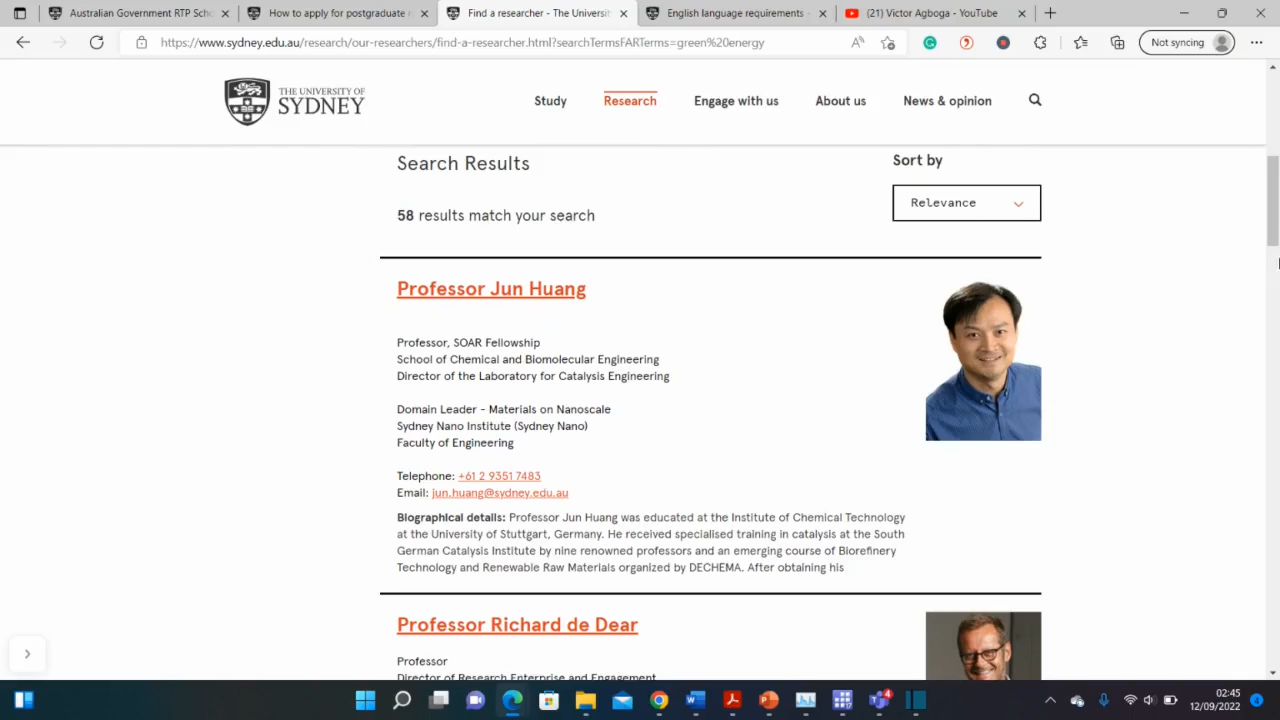 Australian Government RTP Scho
How to apply for postgraduate r
Find a researcher - The Universit
English language requirements -
(21) Victor Agboga - YouTube
https://www.sydney.edu.au/research/our-researchers/find-a-researcher.html?searchTermsFARTerms=green%20energy
Not syncing
THE UNIVERSITY OF
SYDNEY
Study
Research
Engage with us
About us
News & opinion
Search Results
Sort by
58 results match your search
Relevance
Professor Jun Huang
Professor, SOAR Fellowship
School of Chemical and Biomolecular Engineering
Director of the Laboratory for Catalysis Engineering
Domain Leader - Materials on Nanoscale
Sydney Nano Institute (Sydney Nano)
Faculty of Engineering
Telephone: +61 2 9351 7483
Email: jun.huang@sydney.edu.au
Biographical details: Professor Jun Huang was educated at the Institute of Chemical Technology
at the University of Stuttgart, Germany. He received specialised training in catalysis at the South
German Catalysis Institute by nine renowned professors and an emerging course of Biorefinery
Technology and Renewable Raw Materials organized by DECHEMA. After obtaining his
Professor Richard de Dear
Professor
Director of Research Enterprise and Engagement
4
02:45
12/09/2022